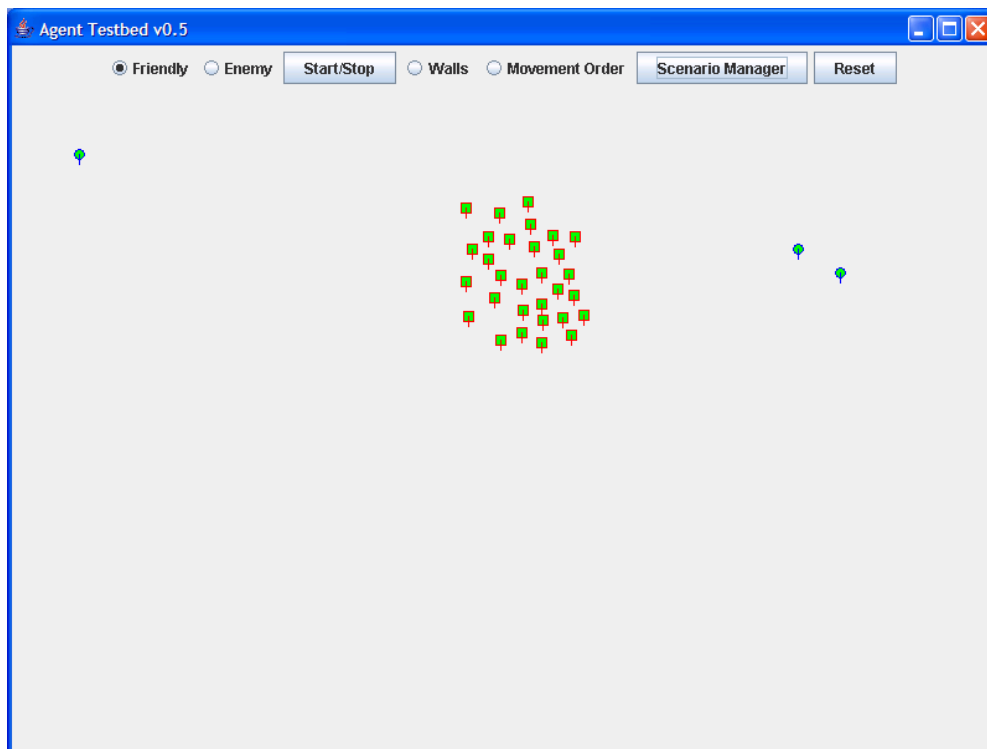 Agent Testbed v0.5
Friendly Enemy Start/Stop Walls Movement Order Scenario Manager Reset